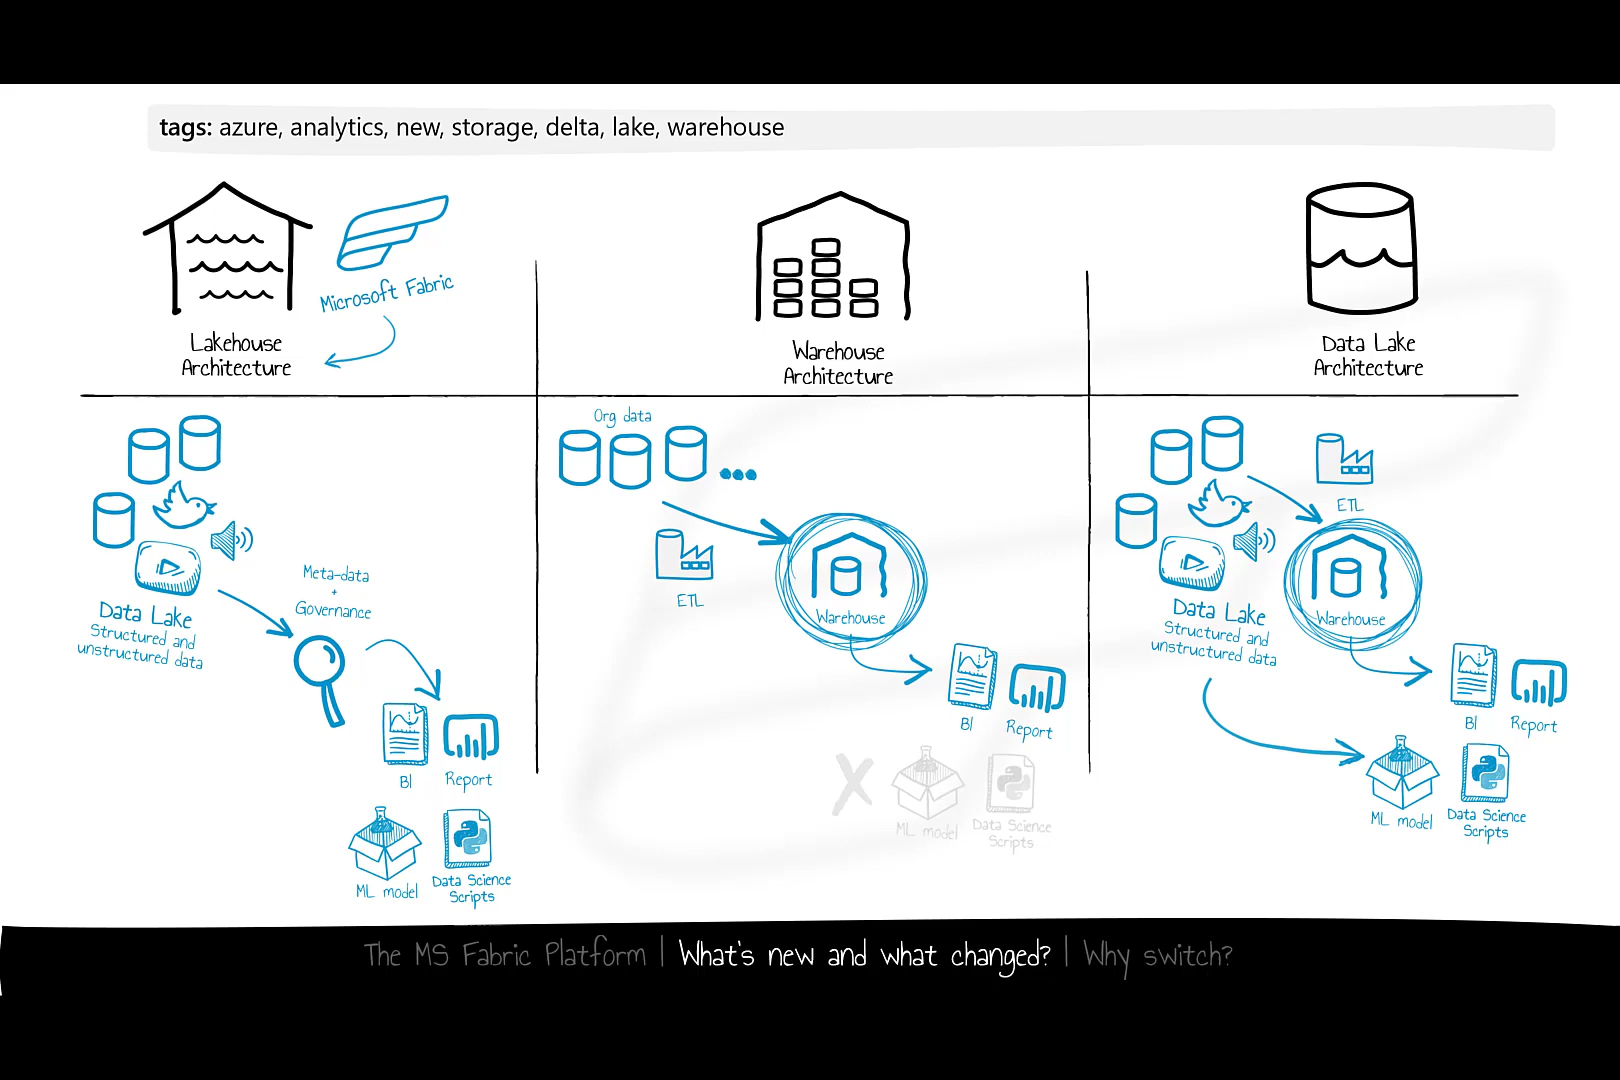 tags: azure, analytics, new, storage, delta, lake, warehouse
Microsoft Fabric
Lakehouse
Architecture
Warehouse
Architecture
Data Lake
Architecture
Meta-data
+
Governance
Data Lake
Structured and
unstructured data
BI
Report
ML model
Data Science
Scripts
Org data
ETL
Warehouse
BI
Report
X
ML model
Data Science
Scripts
ETL
Warehouse
Data Lake
Structured and
unstructured data
BI
Report
ML model
Data Science
Scripts
The MS Fabric Platform | What's new and what changed? | Why switch?